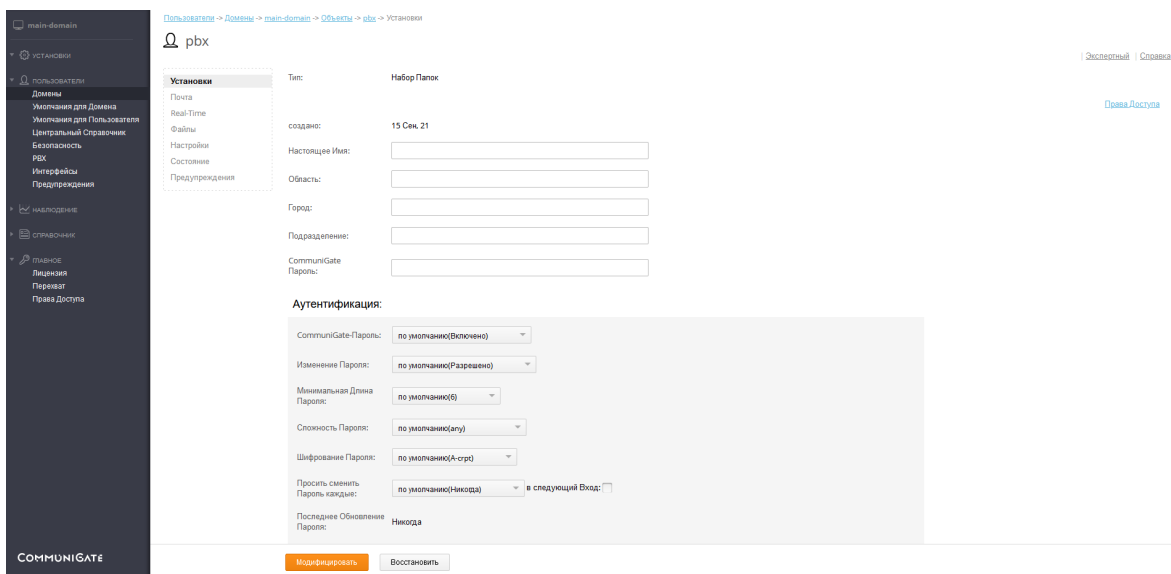 main-domain
Пользователи -> Домены -> main-domain -> Объекты -> pbx -> Установки
pbx
| Экспертный | Справка
УСТАНОВКИ
ПОЛЬЗОВАТЕЛИ
Домены
Умолчания для Домена
Умолчания для Пользователя
Центральный Справочник
Безопасность
PBX
Интерфейсы
Предупреждения
НАБЛЮДЕНИЕ
СПРАВОЧНИК
ГЛАВНОЕ
Лицензия
Перехват
Права Доступа
COMMUNIGATE
Установки
Почта
Real-Time
Файлы
Настройки
Состояние
Предупреждения
Тип: Набор Папок
Права Доступа
создано: 15 Сен, 21
Настоящее Имя:
Область:
Город:
Подразделение:
CommuniGate
Пароль:
Аутентификация:
CommuniGate-Пароль: по умолчанию(Включено)
Изменение Пароля: по умолчанию(Разрешено)
Минимальная Длина
Пароля: по умолчанию(6)
Сложность Пароля: по умолчанию(any)
Шифрование Пароля: по умолчанию(A-crpt)
Просить сменить
Пароль каждые: по умолчанию(Никогда) в следующий Вход:
Последнее Обновление
Пароля: Никогда
Модифицировать Восстановить